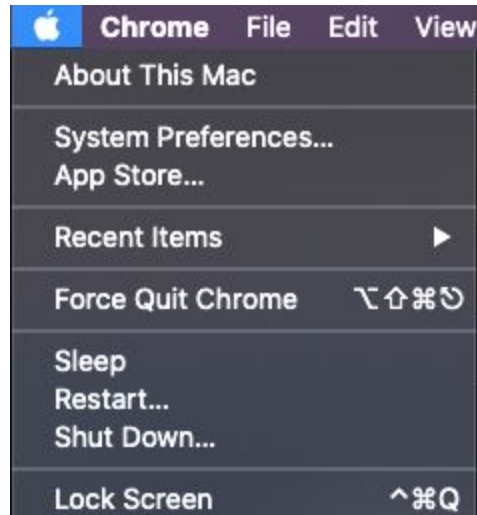 Chrome File Edit View
About This Mac
System Preferences...
App Store...
Recent Items ▶
Force Quit Chrome ⌥⇧⌘⎋
Sleep
Restart...
Shut Down...
Lock Screen ^⌘Q